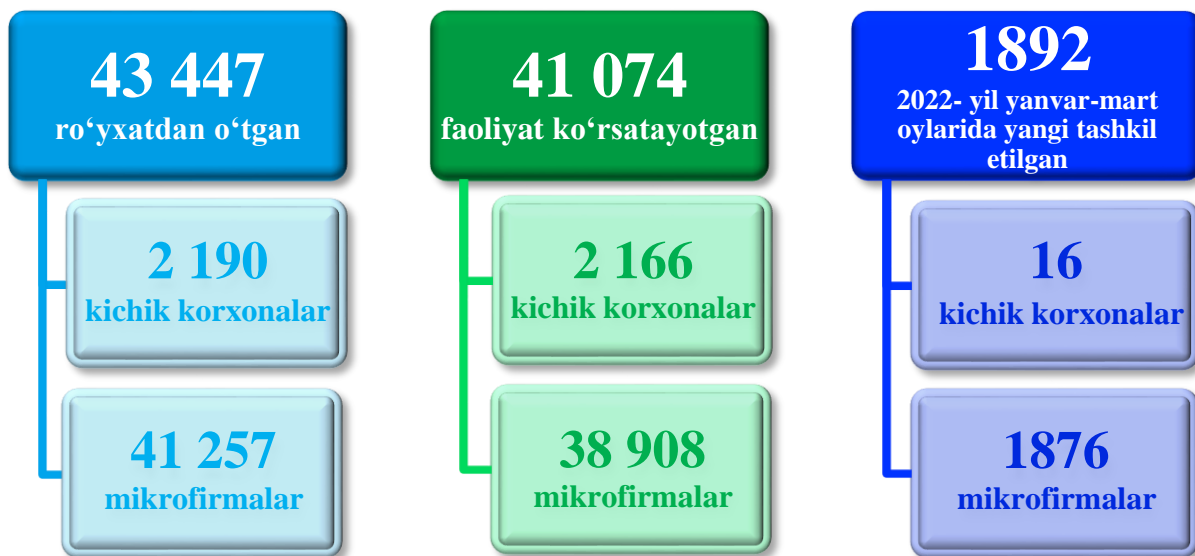 43 447
ro‘yxatdan o‘tgan
2 190
kichik korxonalar
41 257
mikrofirmalar
41 074
faoliyat ko‘rsatayotgan
2 166
kichik korxonalar
38 908
mikrofirmalar
1892
2022- yil yanvar-mart
oylarida yangi tashkil
etilgan
16
kichik korxonalar
1876
mikrofirmalar